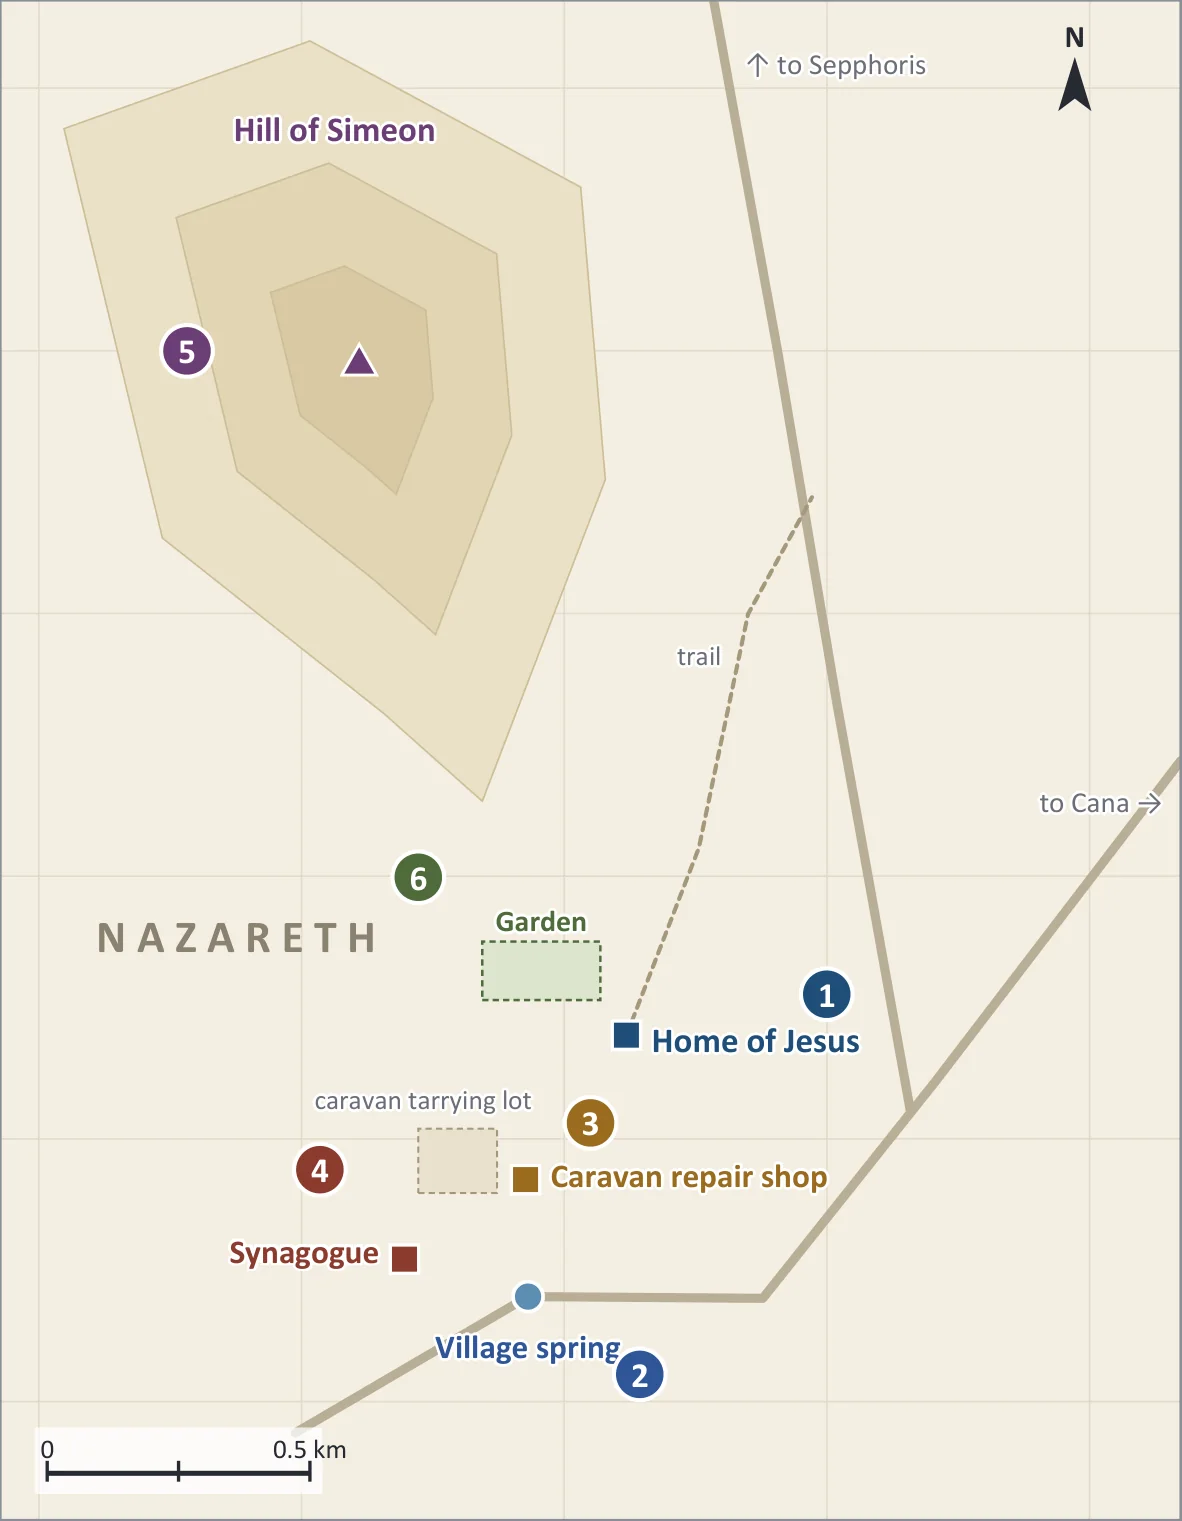 N
↑ to Sepphoris
Hill of Simeon
5
trail
to Cana →
6
Garden
NAZARETH
1
Home of Jesus
caravan tarrying lot
3
4
Caravan repair shop
Synagogue
Village spring
2
0 0.5 km